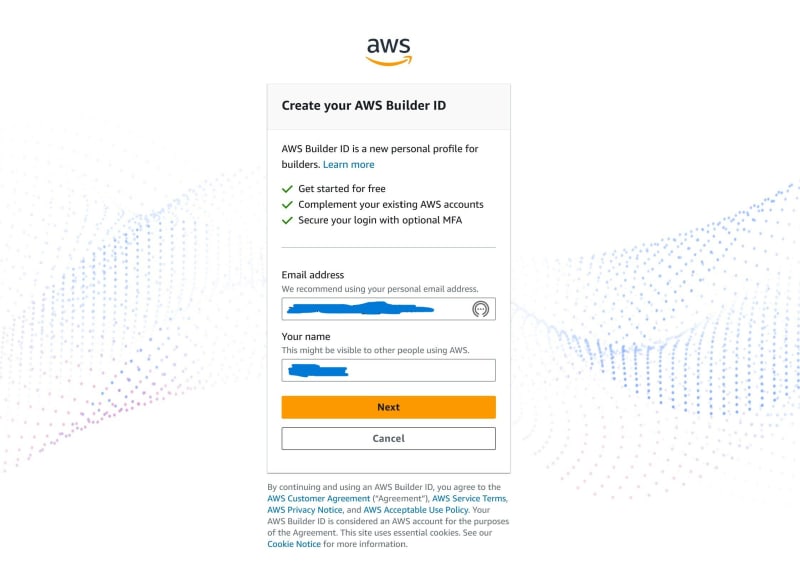 aws
Create your AWS Builder ID
AWS Builder ID is a new personal profile for
builders. Learn more
Get started for free
Complement your existing AWS accounts
Secure your login with optional MFA
Email address
We recommend using your personal email address.
Your name
This might be visible to other people using AWS.
Next
Cancel
By continuing and using an AWS Builder ID, you agree to the
AWS Customer Agreement (“Agreement”), AWS Service Terms,
AWS Privacy Notice, and AWS Acceptable Use Policy. Your
AWS Builder ID is considered an AWS account for the purposes
of the Agreement. This site uses essential cookies. See our
Cookie Notice for more information.